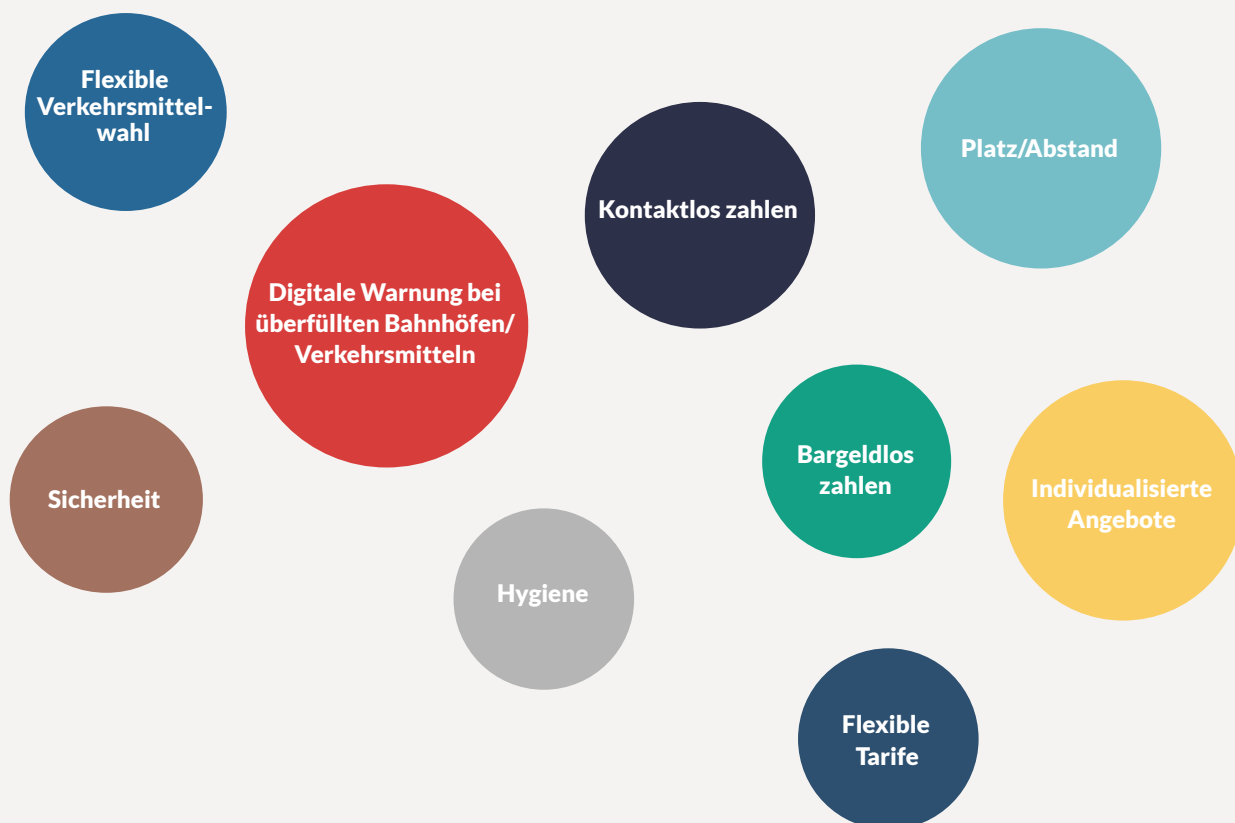 Flexible
Verkehrsmittel-
wahl
Platz/Abstand
Kontaktlos zahlen
Digitale Warnung bei
überfüllten Bahnhöfen/
Verkehrsmitteln
Bargeldlos
zahlen
Individualisierte
Angebote
Sicherheit
Hygiene
Flexible
Tarife